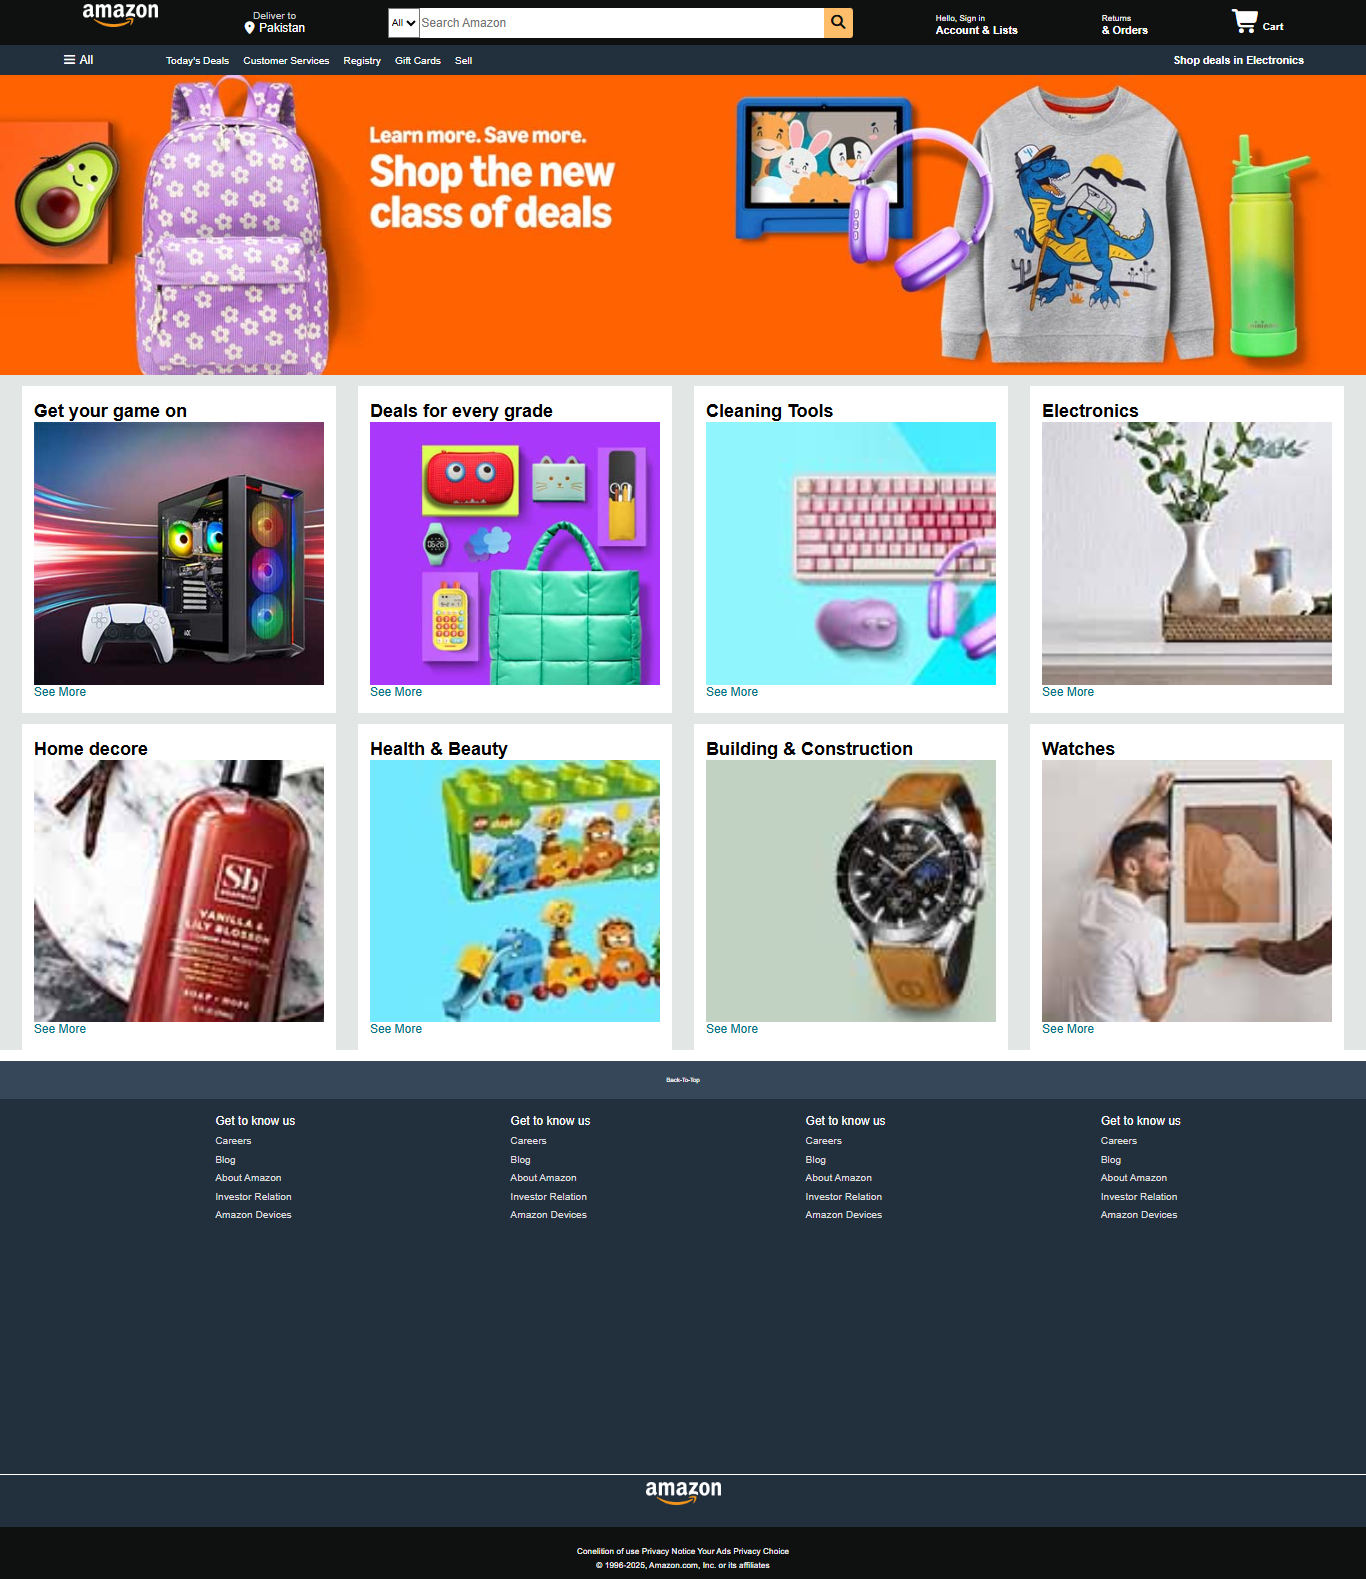 amazon
Deliver to
Pakistan
All
Search Amazon
Hello, Sign in
Account & Lists
Returns
& Orders
Cart
All
Today's Deals
Customer Services
Registry
Gift Cards
Sell
Shop deals in Electronics
Learn more. Save more.
Shop the new
class of deals
Get your game on
Deals for every grade
Cleaning Tools
Electronics
See More
See More
See More
See More
Home decore
Health & Beauty
Building & Construction
Watches
Sb
VANILLA &
LILY BLOSSOM
SOAP + HOPE
See More
See More
See More
See More
Back-To-Top
Get to know us
Careers
Blog
About Amazon
Investor Relation
Amazon Devices
Get to know us
Careers
Blog
About Amazon
Investor Relation
Amazon Devices
Get to know us
Careers
Blog
About Amazon
Investor Relation
Amazon Devices
Get to know us
Careers
Blog
About Amazon
Investor Relation
Amazon Devices
amazon
Conelition of use Privacy Notice Your Ads Privacy Choice
© 1996-2025, Amazon.com, Inc. or its affiliates